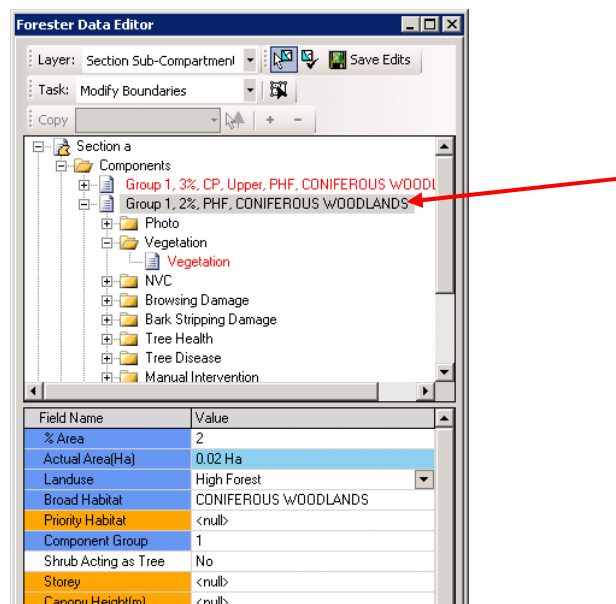 Forester Data Editor
Layer: Section Sub-Compartment Save Edits
Task: Modify Boundaries
Copy + -
Section a
Components
Group 1, 3%, CP, Upper, PHF, CONIFEROUS WOODL
Group 1, 2%, PHF, CONIFEROUS WOODLANDS
Photo
Vegetation
Vegetation
NVC
Browsing Damage
Bark Stripping Damage
Tree Health
Tree Disease
Manual Intervention
Field Name Value
% Area 2
Actual Area(Ha) 0.02 Ha
Landuse High Forest
Broad Habitat CONIFEROUS WOODLANDS
Priority Habitat <null>
Component Group 1
Shrub Acting as Tree No
Storey <null>
Canopy Height(m) <null>